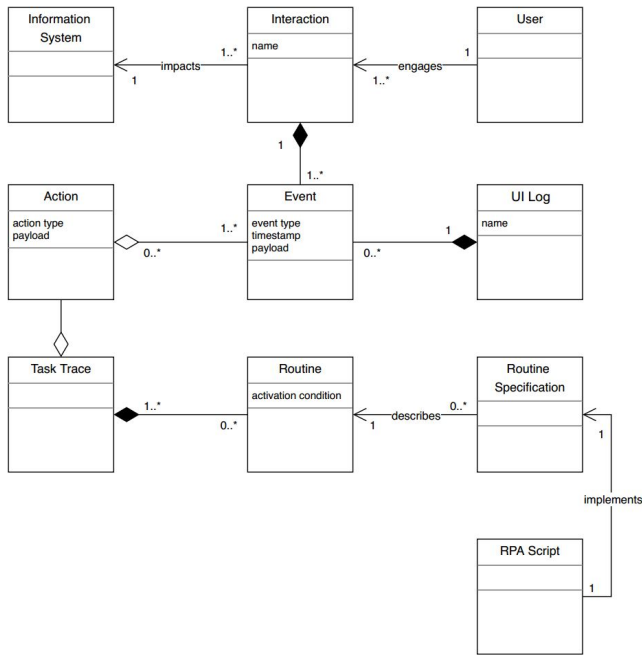 Information
System
Interaction
name
User
1..*
impacts
1
1
engages
1..*
1
1..*
Action
action type
payload
Event
event type
timestamp
payload
UI Log
name
1..*
0..*
1
0..*
Task Trace
Routine
activation condition
Routine
Specification
1..*
0..*
0..*
describes
1
1
implements
RPA Script
1